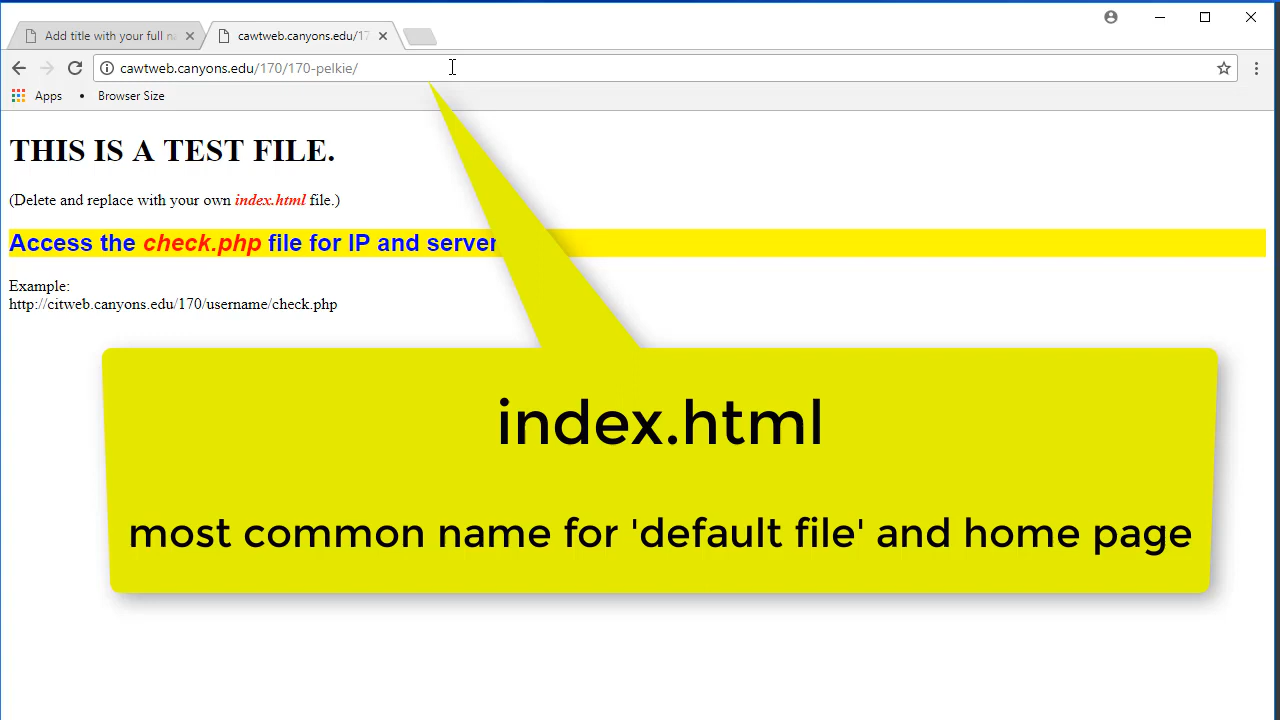 Add title with your full na
cawtweb.canyons.edu/17
cawtweb.canyons.edu/170/170-pelkie/
Apps • Browser Size
THIS IS A TEST FILE.
(Delete and replace with your own index.html file.)
Access the check.php file for IP and server
Example:
http://citweb.canyons.edu/170/username/check.php
index.html
most common name for 'default file' and home page